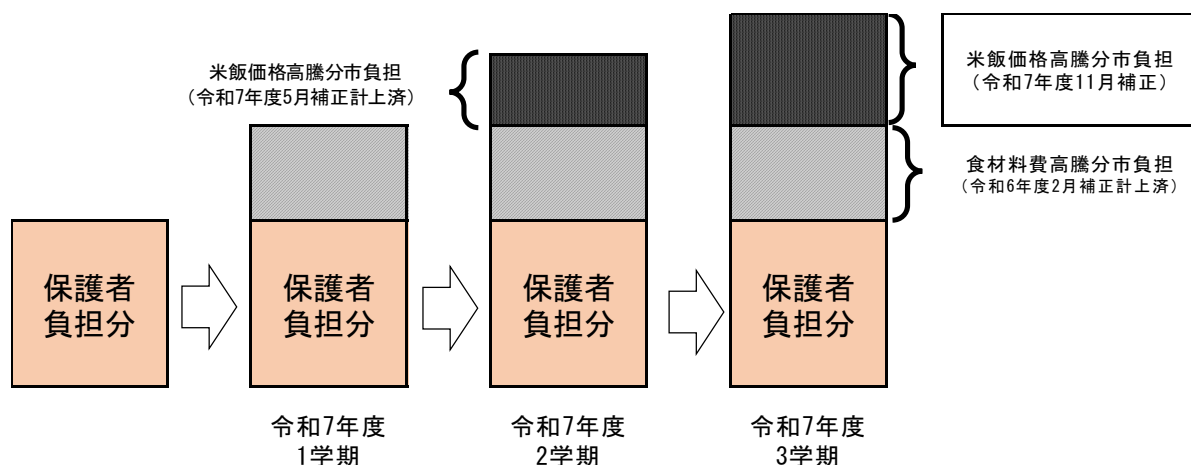 米飯価格高騰分市負担
（令和7年度5月補正計上済）
米飯価格高騰分市負担
（令和7年度11月補正）
食材料費高騰分市負担
（令和6年度2月補正計上済）
保護者
負担分
保護者
負担分
保護者
負担分
保護者
負担分
令和7年度
1学期
令和7年度
2学期
令和7年度
3学期